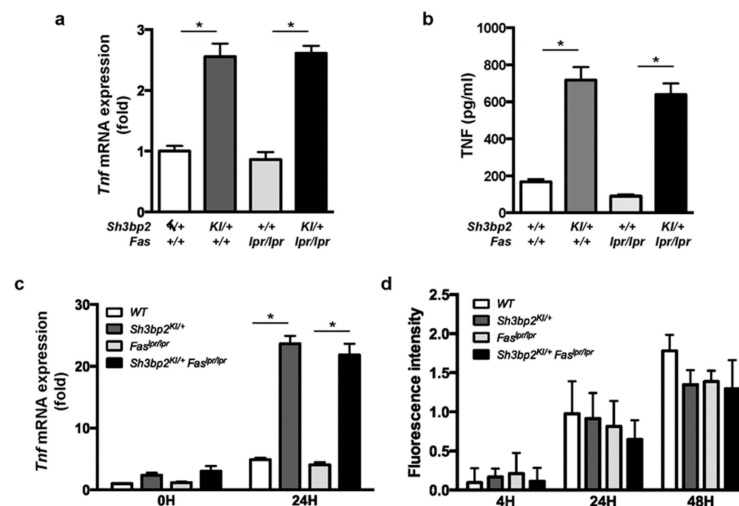 a
b
*
*
*
*
3
2
1
0
Tnf mRNA expression
(fold)
1000
800
600
400
200
0
TNF (pg/ml)
Sh3bp2 +/+ KI/+ +/+ KI/+
Fas +/+ +/+ lpr/lpr lpr/lpr
Sh3bp2 +/+ KI/+ +/+ KI/+
Fas +/+ +/+ lpr/lpr lpr/lpr
c
d
30
20
10
0
Tnf mRNA expression
(fold)
WT
Sh3bp2KI/+
Faslpr/lpr
Sh3bp2KI/+ Faslpr/lpr
*
*
0H 24H
2.5
2.0
1.5
1.0
0.5
0.0
Fluorescence intensity
WT
Sh3bp2KI/+
Faslpr/lpr
Sh3bp2KI/+ Faslpr/lpr
4H 24H 48H